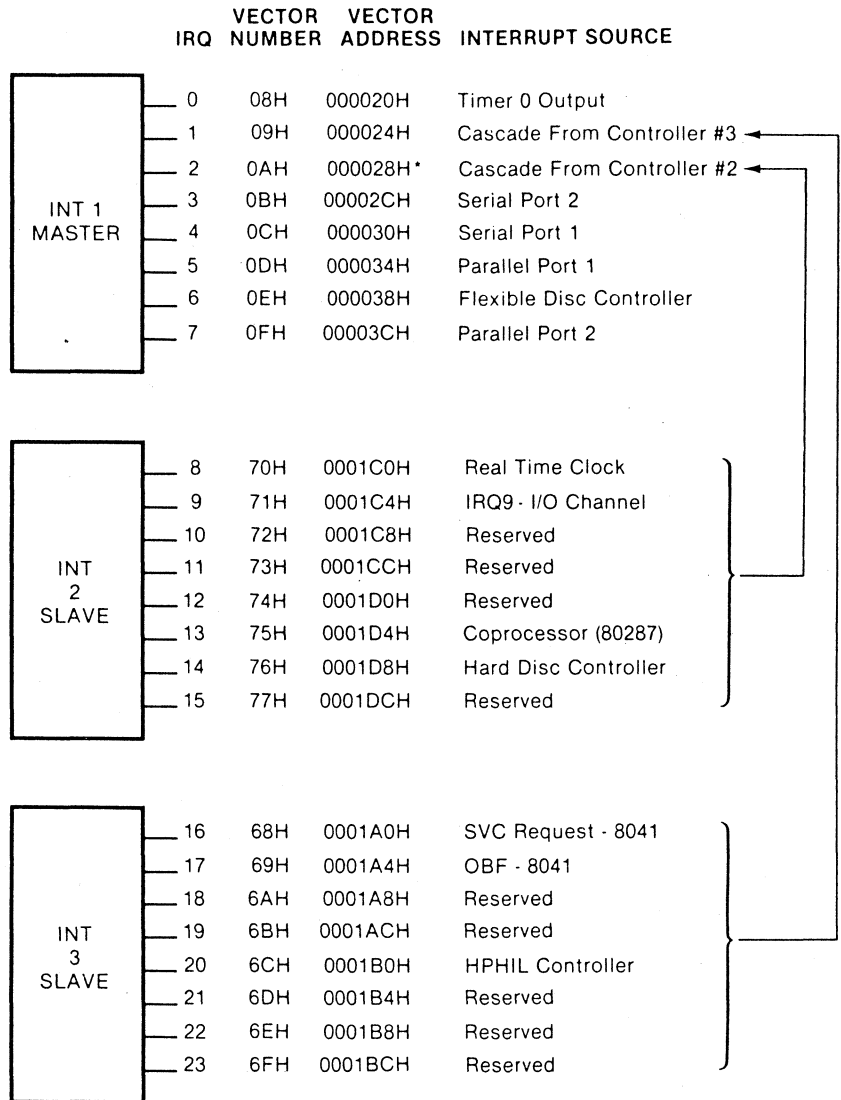 VECTOR VECTOR
IRQ NUMBER ADDRESS INTERRUPT SOURCE
INT 1
MASTER
0 08H 000020H Timer 0 Output
1 09H 000024H Cascade From Controller #3
2 0AH 000028H* Cascade From Controller #2
3 0BH 00002CH Serial Port 2
4 0CH 000030H Serial Port 1
5 0DH 000034H Parallel Port 1
6 0EH 000038H Flexible Disc Controller
7 0FH 00003CH Parallel Port 2
INT
2
SLAVE
8 70H 0001C0H Real Time Clock
9 71H 0001C4H IRQ9 - I/O Channel
10 72H 0001C8H Reserved
11 73H 0001CCH Reserved
12 74H 0001D0H Reserved
13 75H 0001D4H Coprocessor (80287)
14 76H 0001D8H Hard Disc Controller
15 77H 0001DCH Reserved
INT
3
SLAVE
16 68H 0001A0H SVC Request - 8041
17 69H 0001A4H OBF - 8041
18 6AH 0001A8H Reserved
19 6BH 0001ACH Reserved
20 6CH 0001B0H HPHIL Controller
21 6DH 0001B4H Reserved
22 6EH 0001B8H Reserved
23 6FH 0001BCH Reserved